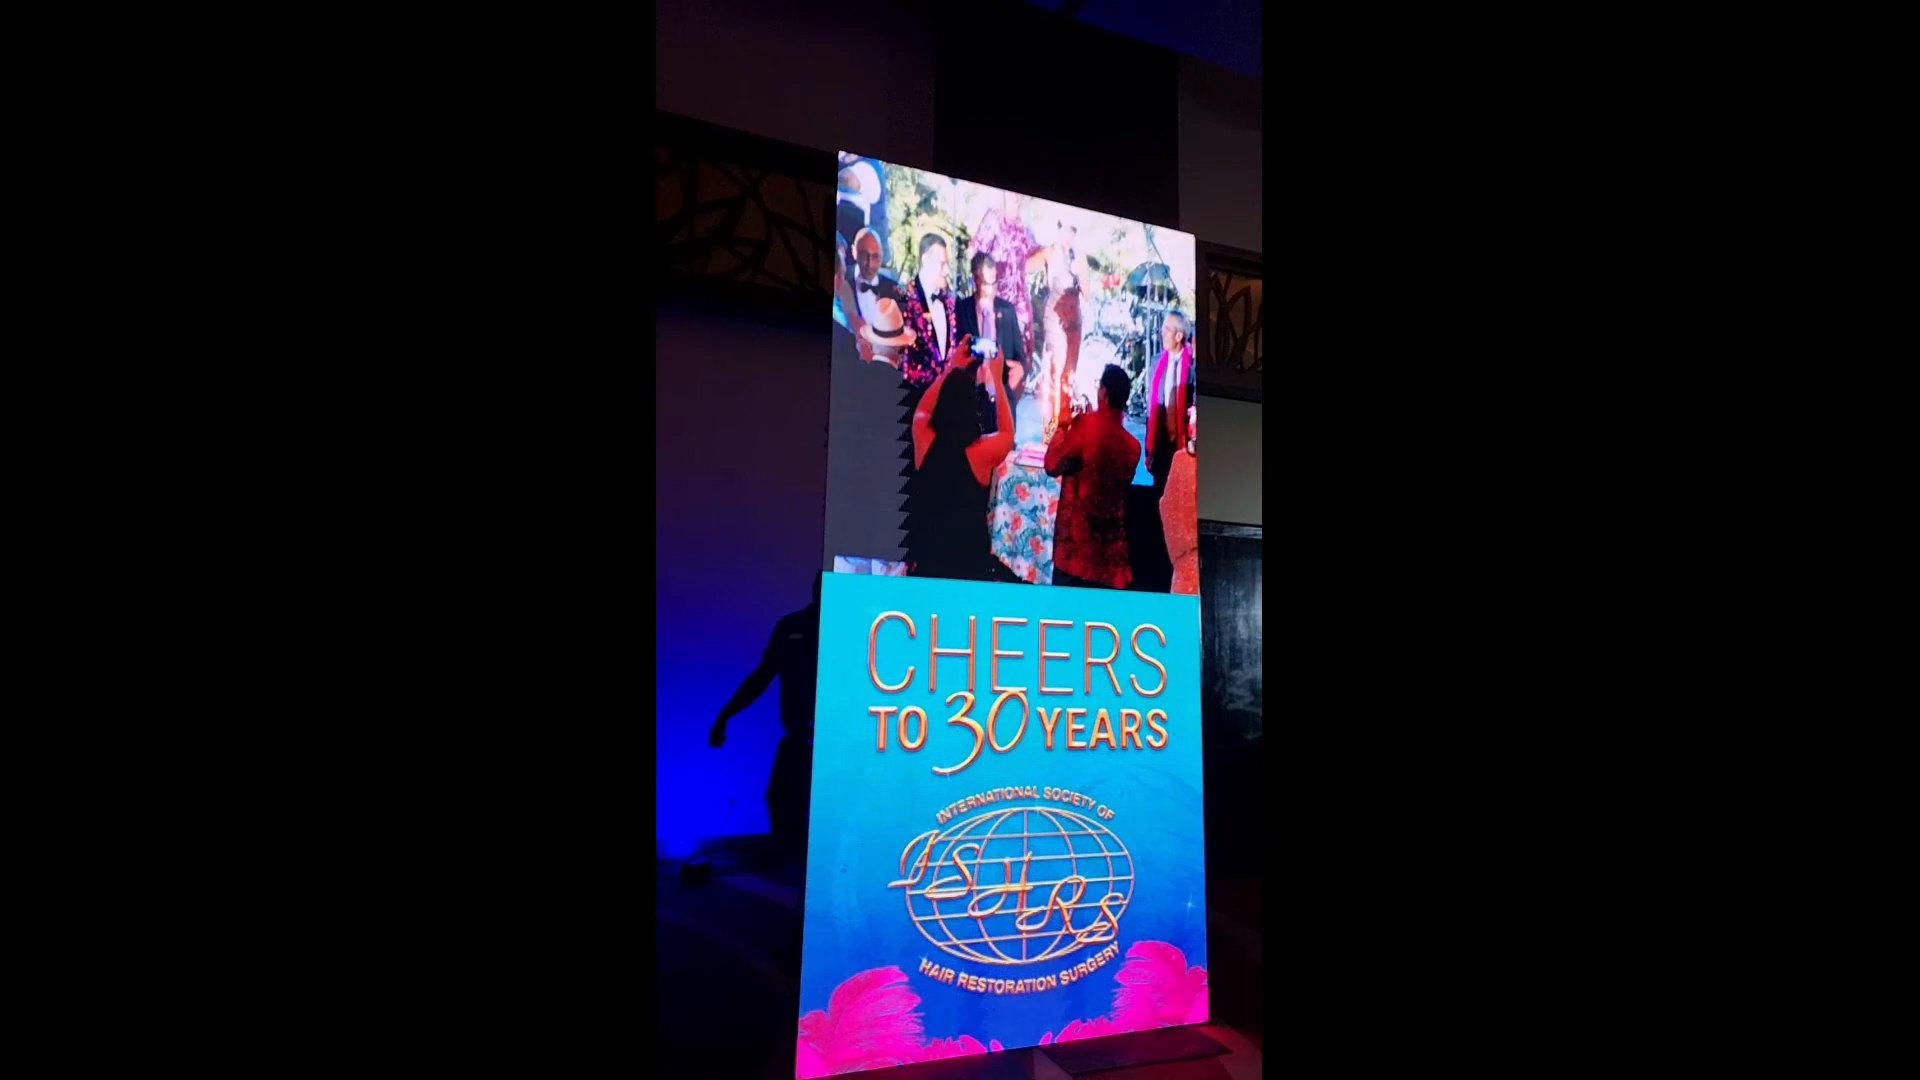 CHEERS
TO 30 YEARS
INTERNATIONAL SOCIETY OF
ISHRS
HAIR RESTORATION SURGERY